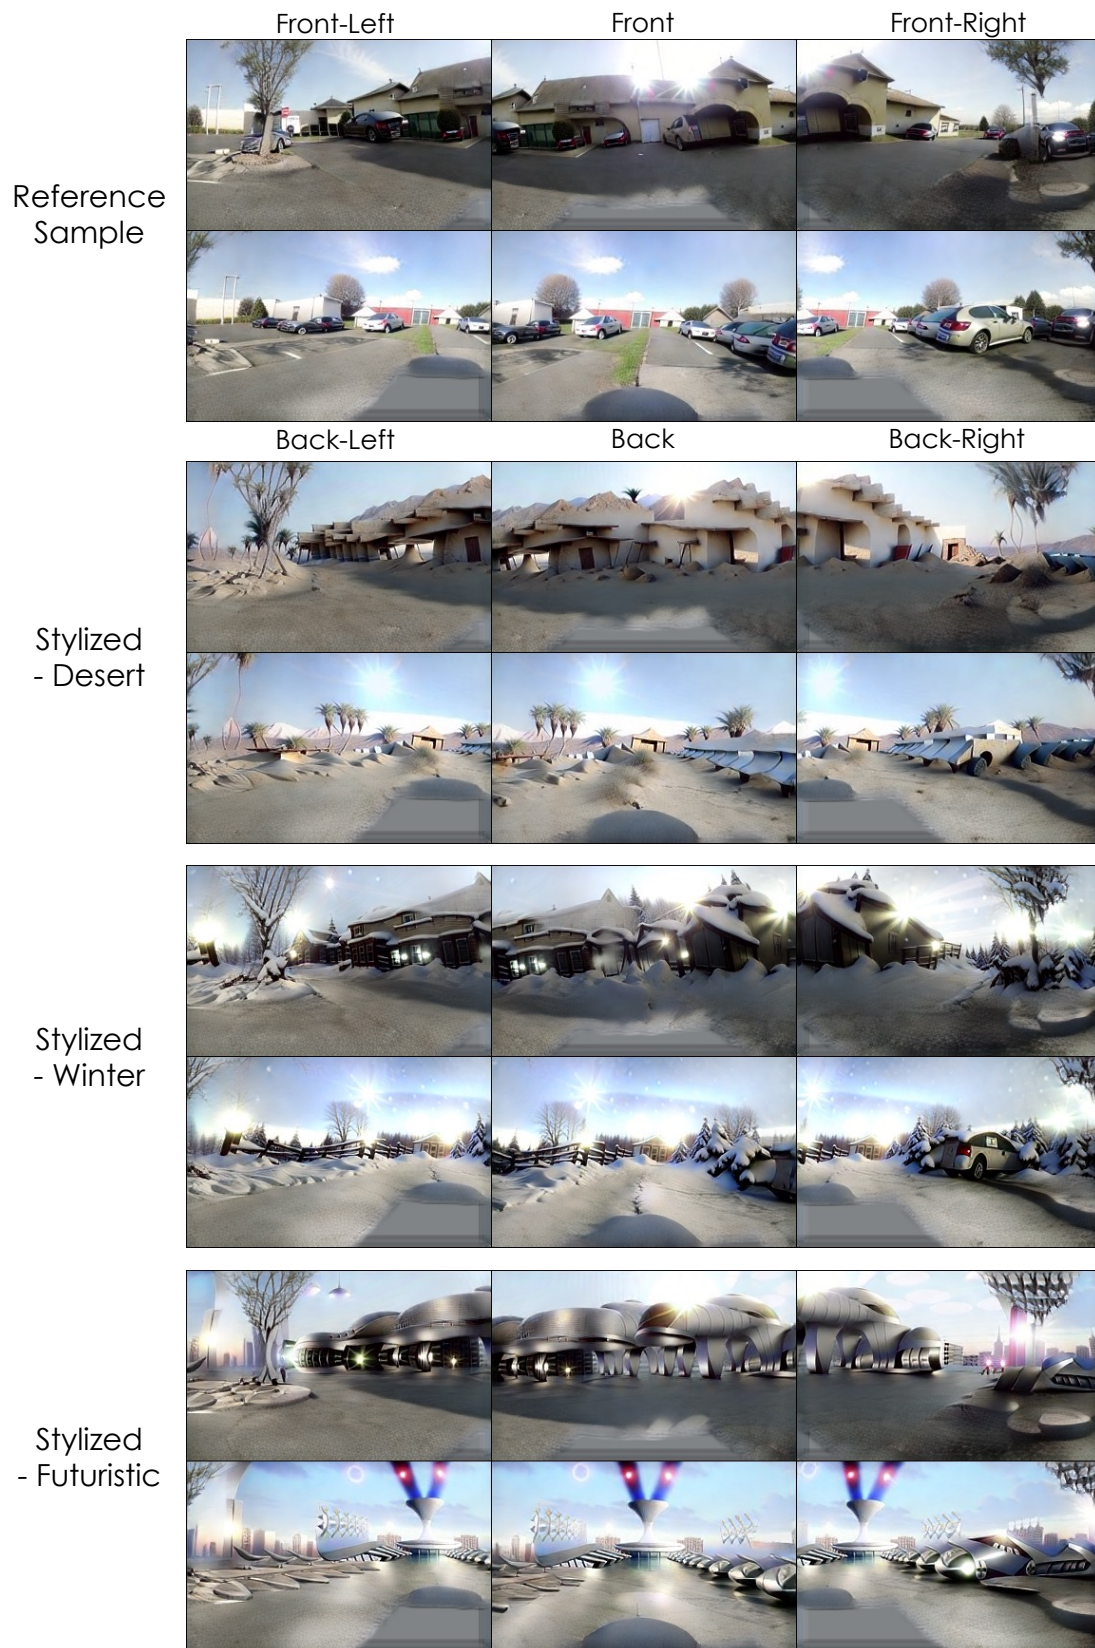 Front-Left Front Front-Right
Reference
Sample
Back-Left Back Back-Right
Stylized
- Desert
Stylized
- Winter
Stylized
- Futuristic